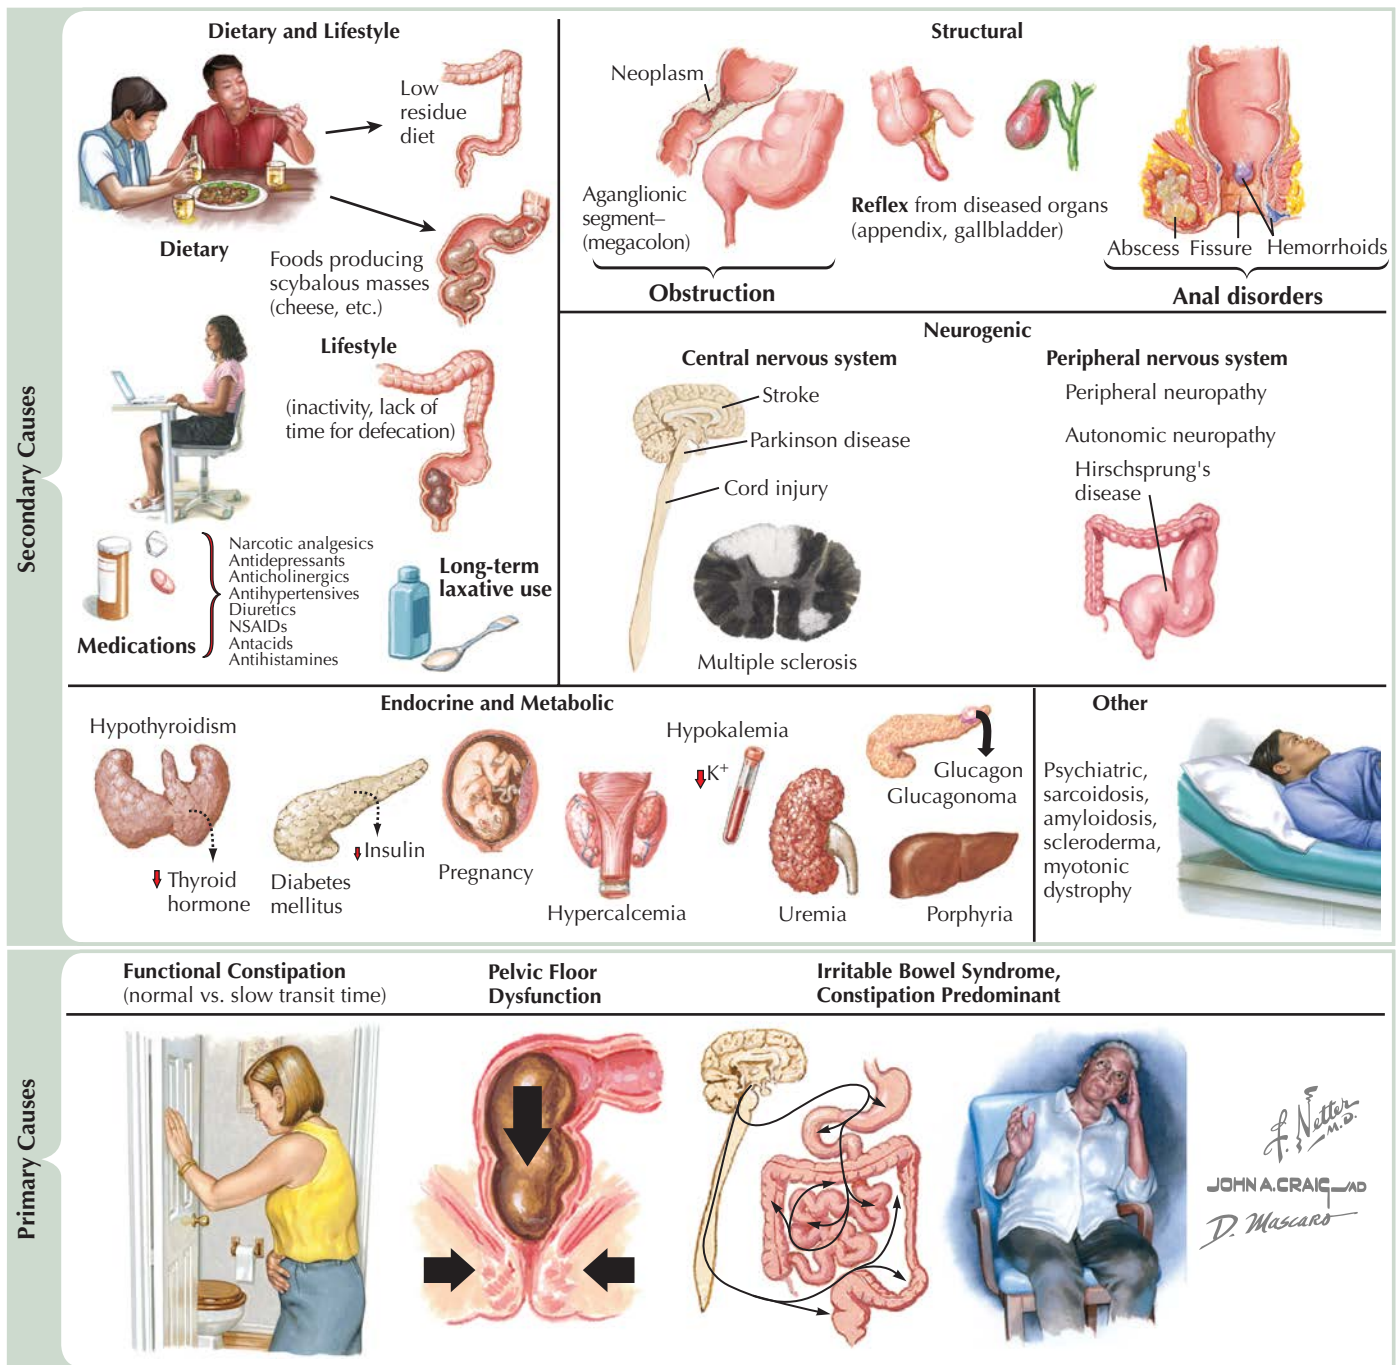 Secondary Causes
Dietary and Lifestyle
Low
residue
diet
Dietary
Foods producing
scybalous masses
(cheese, etc.)
Lifestyle
(inactivity, lack of
time for defecation)
Medications
Narcotic analgesics
Antidepressants
Anticholinergics
Antihypertensives
Diuretics
NSAIDs
Antacids
Antihistamines
Long-term
laxative use
Structural
Neoplasm
Aganglionic
segment–
(megacolon)
Obstruction
Reflex from diseased organs
(appendix, gallbladder)
Abscess Fissure Hemorrhoids
Anal disorders
Neurogenic
Central nervous system
Stroke
Parkinson disease
Cord injury
Multiple sclerosis
Peripheral nervous system
Peripheral neuropathy
Autonomic neuropathy
Hirschsprung's
disease
Endocrine and Metabolic
Hypothyroidism
Thyroid
hormone
Insulin
Diabetes
mellitus
Pregnancy
Hypercalcemia
Hypokalemia
K+
Uremia
Glucagon
Glucagonoma
Porphyria
Other
Psychiatric,
sarcoidosis,
amyloidosis,
scleroderma,
myotonic
dystrophy
Primary Causes
Functional Constipation
(normal vs. slow transit time)
Pelvic Floor
Dysfunction
Irritable Bowel Syndrome,
Constipation Predominant
F. Netter
M.D.
JOHN A. CRAIG—AD
D. Mascaro